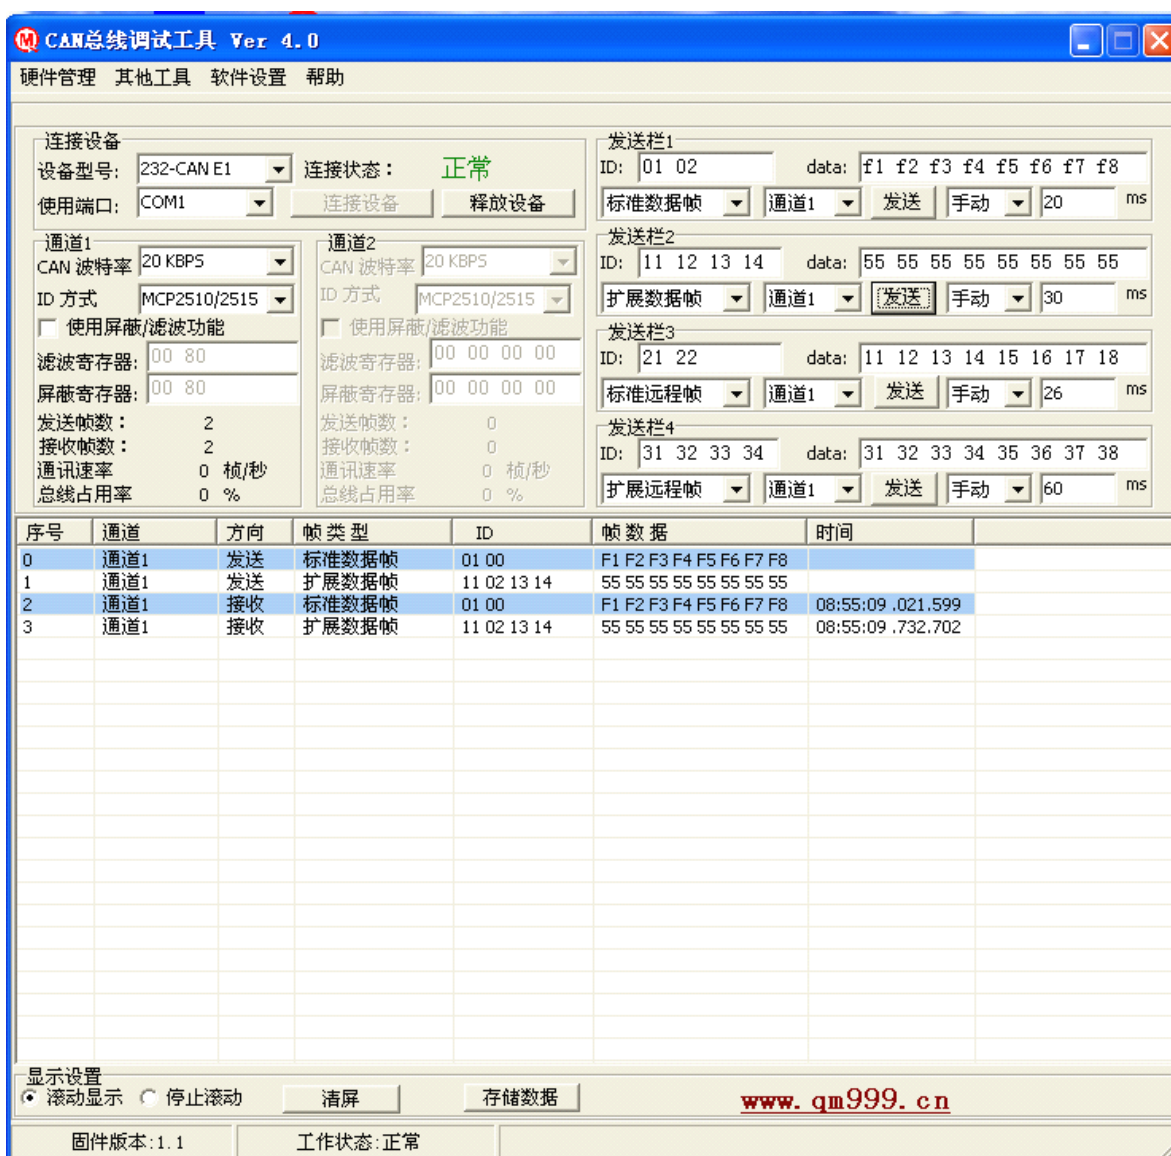 CAN总线调试工具 Ver 4.0
硬件管理 其他工具 软件设置 帮助
连接设备
设备型号: 232-CAN E1 连接状态： 正常
使用端口: COM1 连接设备 释放设备
通道1
CAN 波特率 20 KBPS
ID 方式 MCP2510/2515
使用屏蔽/滤波功能
滤波寄存器: 00 80
屏蔽寄存器: 00 80
发送帧数： 2
接收帧数： 2
通讯速率 0 桢/秒
总线占用率 0 %
通道2
CAN 波特率 20 KBPS
ID 方式 MCP2510/2515
使用屏蔽/滤波功能
滤波寄存器: 00 00 00 00
屏蔽寄存器: 00 00 00 00
发送帧数： 0
接收帧数： 0
通讯速率 0 桢/秒
总线占用率 0 %
发送栏1
ID: 01 02 data: f1 f2 f3 f4 f5 f6 f7 f8
标准数据帧 通道1 发送 手动 20 ms
发送栏2
ID: 11 12 13 14 data: 55 55 55 55 55 55 55 55
扩展数据帧 通道1 发送 手动 30 ms
发送栏3
ID: 21 22 data: 11 12 13 14 15 16 17 18
标准远程帧 通道1 发送 手动 26 ms
发送栏4
ID: 31 32 33 34 data: 31 32 33 34 35 36 37 38
扩展远程帧 通道1 发送 手动 60 ms
序号 通道 方向 帧 类 型 ID 帧 数 据 时间
0 通道1 发送 标准数据帧 01 00 F1 F2 F3 F4 F5 F6 F7 F8
1 通道1 发送 扩展数据帧 11 02 13 14 55 55 55 55 55 55 55 55
2 通道1 接收 标准数据帧 01 00 F1 F2 F3 F4 F5 F6 F7 F8 08:55:09 .021.599
3 通道1 接收 扩展数据帧 11 02 13 14 55 55 55 55 55 55 55 55 08:55:09 .732.702
显示设置
滚动显示 停止滚动 清屏 存储数据 www.qm999.cn
固件版本:1.1 工作状态:正常